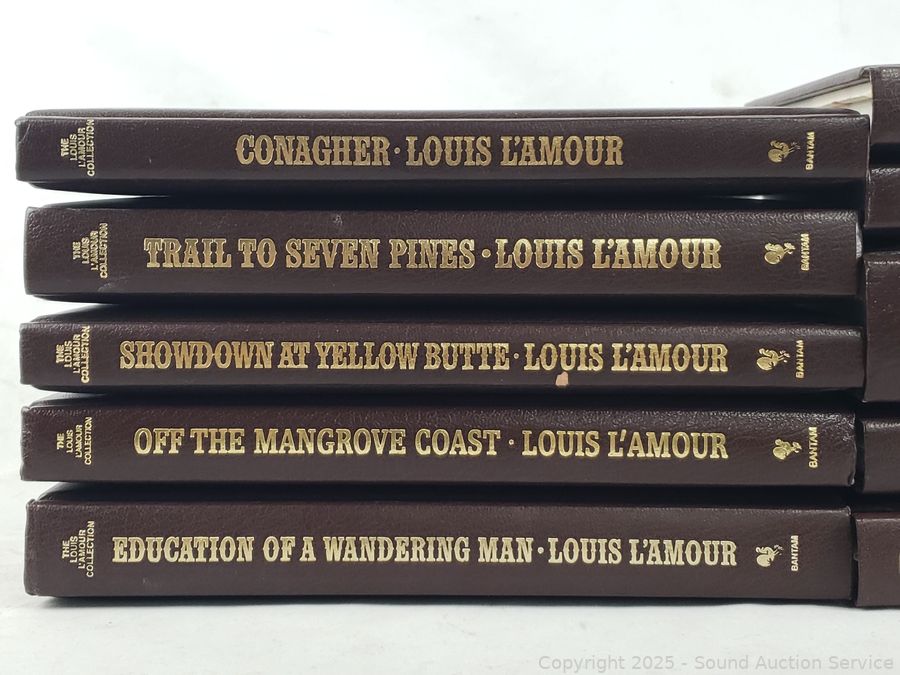 THE
LOUIS
L'AMOUR
COLLECTION
CONAGHER · LOUIS L'AMOUR
BANTAM
THE
LOUIS
L'AMOUR
COLLECTION
TRAIL TO SEVEN PINES · LOUIS L'AMOUR
BANTAM
THE
LOUIS
L'AMOUR
COLLECTION
SHOWDOWN AT YELLOW BUTTE · LOUIS L'AMOUR
BANTAM
THE
LOUIS
L'AMOUR
COLLECTION
OFF THE MANGROVE COAST · LOUIS L'AMOUR
BANTAM
THE
LOUIS
L'AMOUR
COLLECTION
EDUCATION OF A WANDERING MAN · LOUIS L'AMOUR
BANTAM
Copyright 2025 - Sound Auction Service